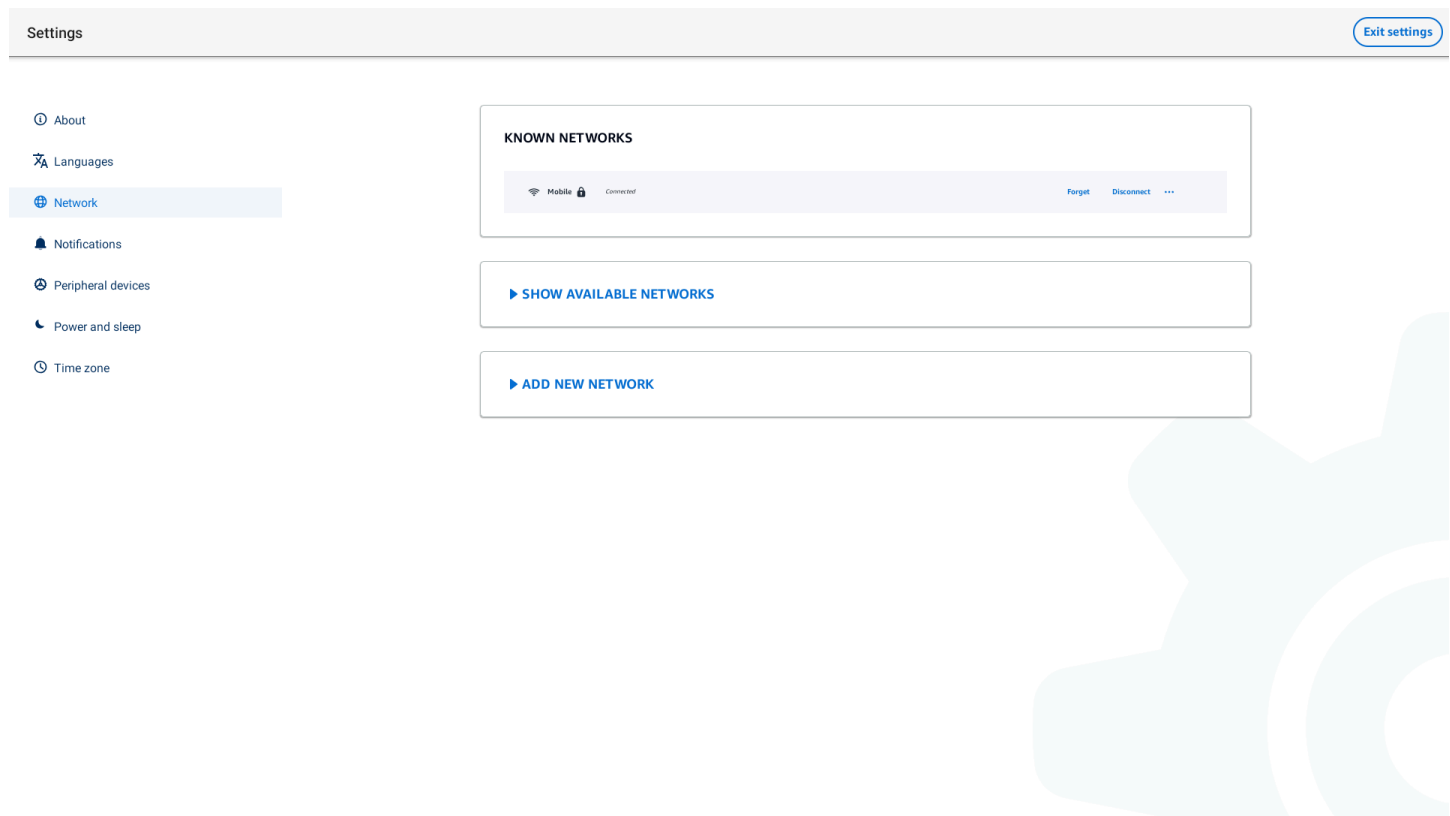 Settings
Exit settings
About
Languages
Network
Notifications
Peripheral devices
Power and sleep
Time zone
KNOWN NETWORKS
Mobile Connected Forget Disconnect ...
SHOW AVAILABLE NETWORKS
ADD NEW NETWORK